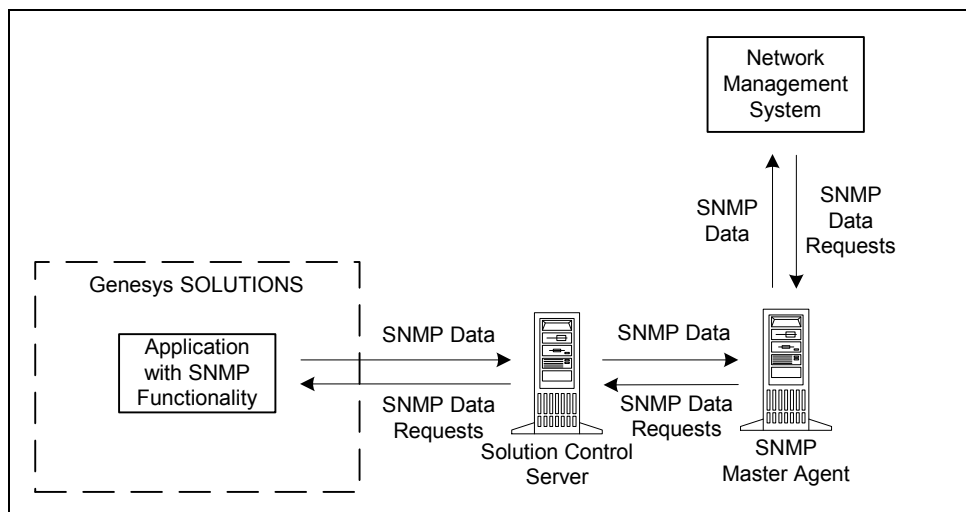 Network
Management
System
SNMP
Data
SNMP
Data
Requests
Genesys SOLUTIONS
Application
with SNMP
Functionality
SNMP Data
SNMP Data
Requests
Solution Control
Server
SNMP Data
SNMP Data
Requests
SNMP
Master Agent